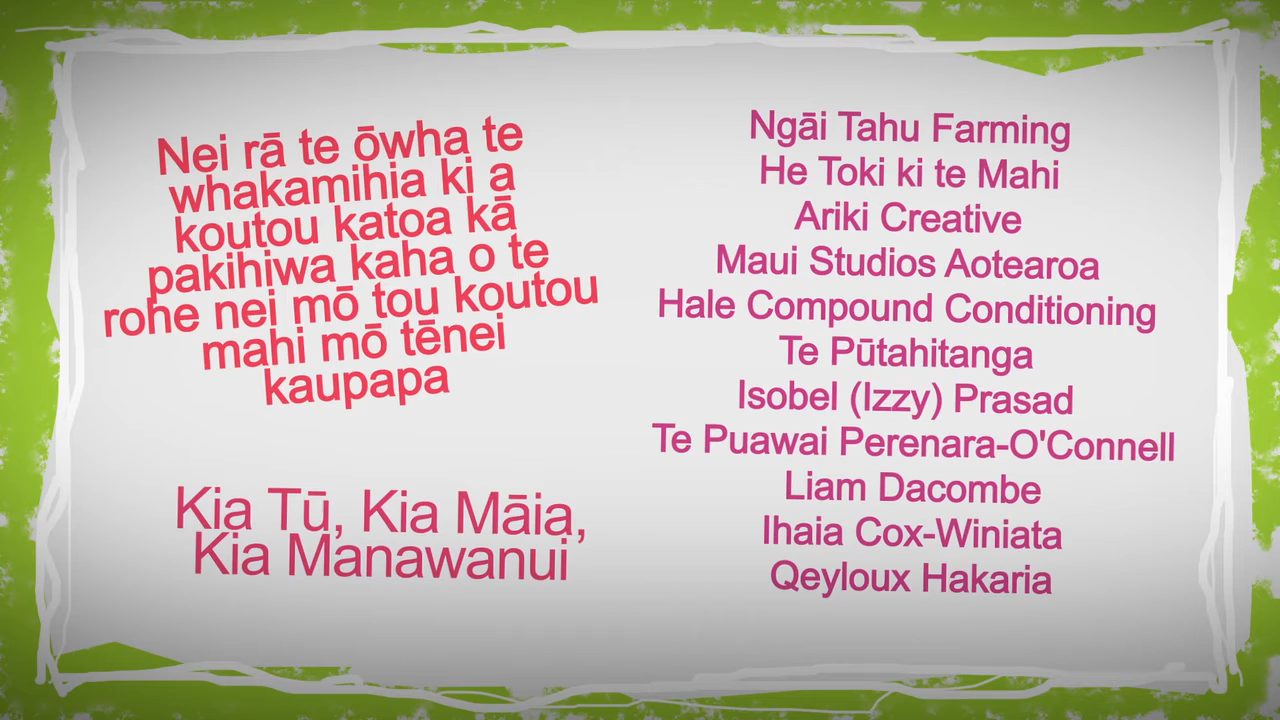 Nei rā te ōwha te
whakamihia ki a
koutou katoa kā
pakihiwa kaha o te
rohe nei mō tou koutou
mahi mō tēnei
kaupapa
Kia Tū, Kia Māia,
Kia Manawanui
Ngāi Tahu Farming
He Toki ki te Mahi
Ariki Creative
Maui Studios Aotearoa
Hale Compound Conditioning
Te Pūtahitanga
Isobel (Izzy) Prasad
Te Puawai Perenara-O'Connell
Liam Dacombe
Ihaia Cox-Winiata
Qeyloux Hakaria